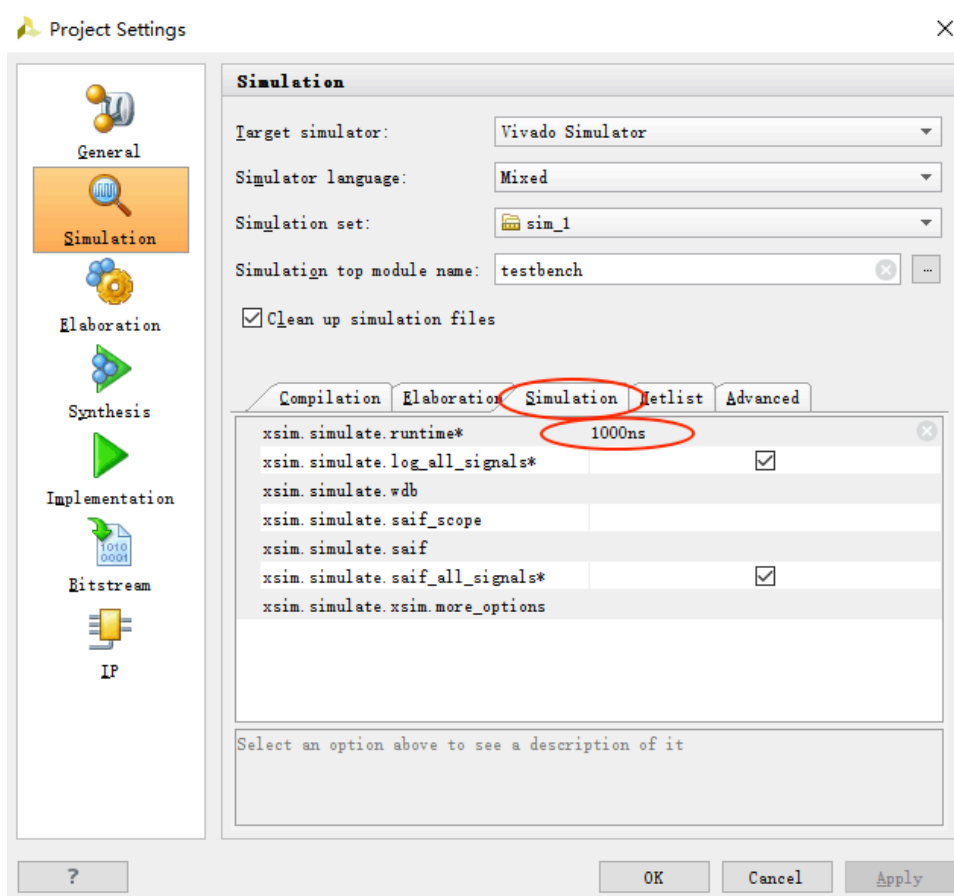 Project Settings
General
Simulation
Elaboration
Synthesis
Implementation
1010
0001
Bitstream
IP
Simulation
Target simulator: Vivado Simulator
Simulator language: Mixed
Simulation set: sim_1
Simulation top module name: testbench ...
Clean up simulation files
Compilation Elaboration Simulation Netlist Advanced
xsim.simulate.runtime* 1000ns
xsim.simulate.log_all_signals*
xsim.simulate.wdb
xsim.simulate.saif_scope
xsim.simulate.saif
xsim.simulate.saif_all_signals*
xsim.simulate.xsim.more_options
Select an option above to see a description of it
? OK Cancel Apply